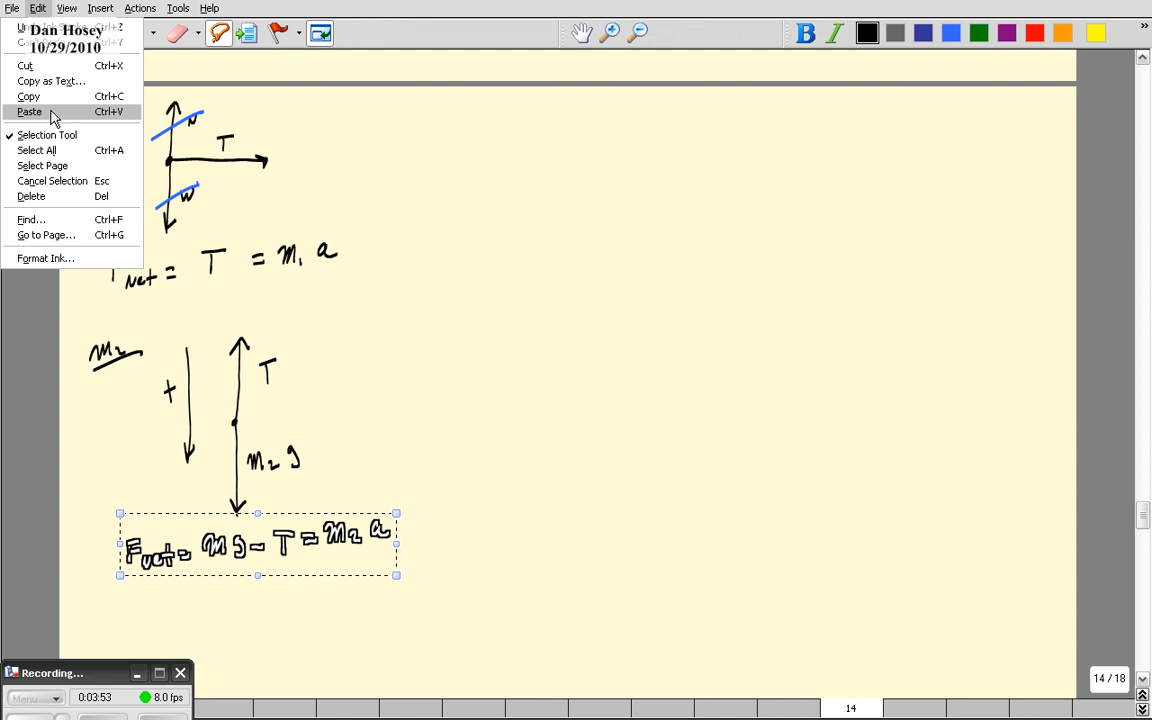 File Edit View Insert Actions Tools Help
Dan Hosey
10/29/2010
Ctrl+Z
Ctrl+Y
Cut Ctrl+X
Copy as Text...
Copy Ctrl+C
Paste Ctrl+V
Selection Tool
Select All Ctrl+A
Select Page
Cancel Selection Esc
Delete Del
Find... Ctrl+F
Go to Page... Ctrl+G
Format Ink...
B
N
T
W
Fnet = T = m₁ a
m₂
+
T
m₂ g
Fnet = m g - T = m₂ a
14 / 18
Recording...
Menu 0:03:53 8.0 fps
14